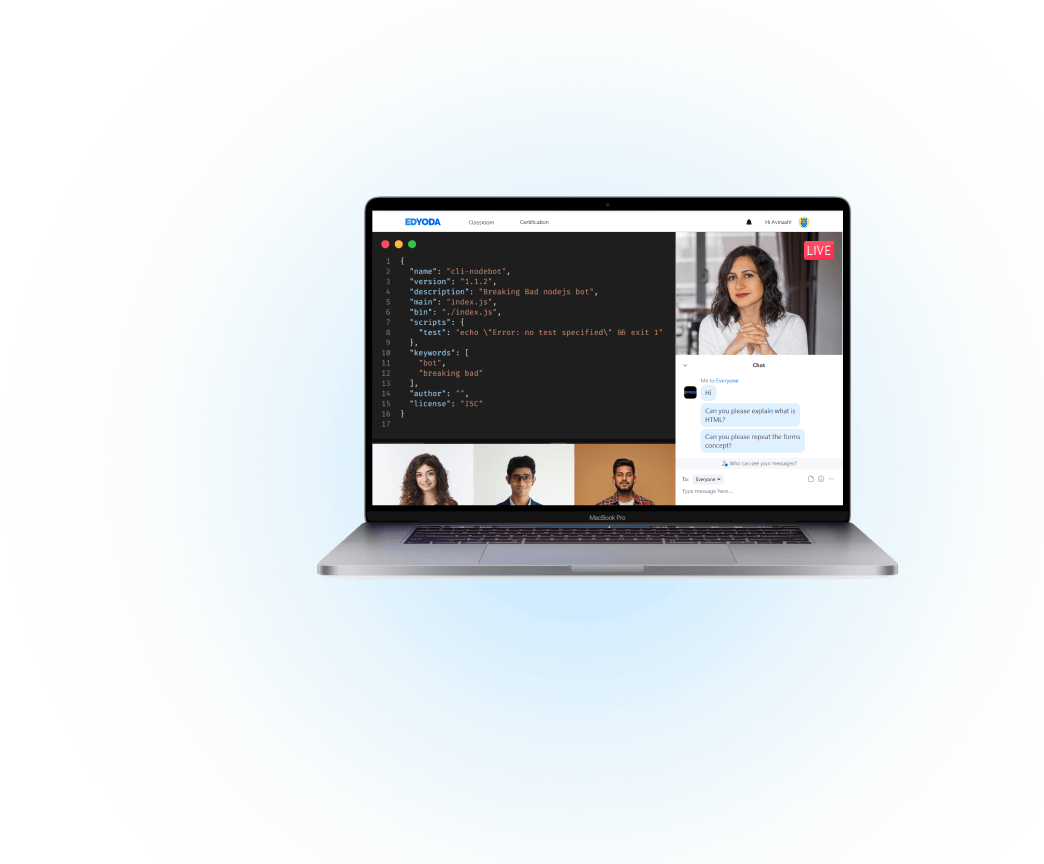 EDYODA Classroom Certification Hi Avinash!
LIVE
1 {
2 "name": "cli-nodebot",
3 "version": "1.1.2",
4 "description": "Breaking Bad nodejs bot",
5 "main": "index.js",
6 "bin": "./index.js",
7 "scripts": {
8 "test": "echo \"Error: no test specified\" && exit 1"
9 },
10 "keywords": [
11 "bot",
12 "breaking bad"
13 ],
14 "author": "",
15 "license": "ISC"
16 }
17
Chat
Me to Everyone
Hi
Can you please explain what is
HTML?
Can you please repeat the forms
concept?
Who can see your messages?
To: Everyone
Type message here...
MacBook Pro